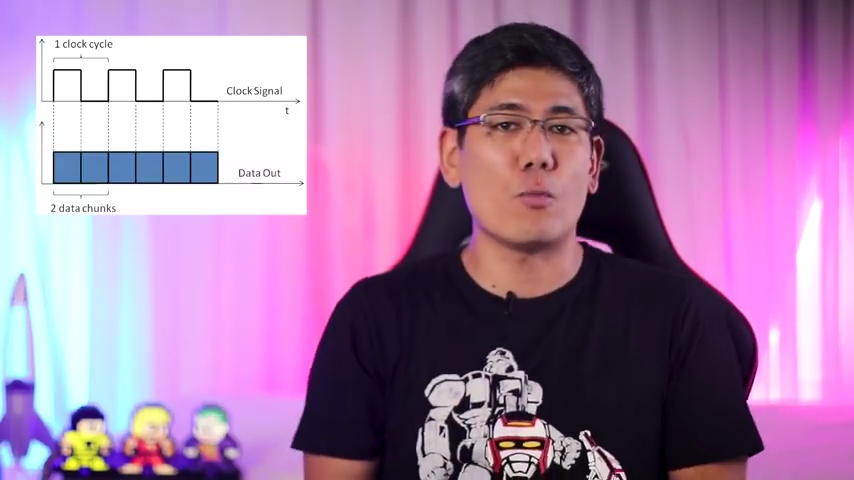 1 clock cycle
Clock Signal
t
Data Out
2 data chunks